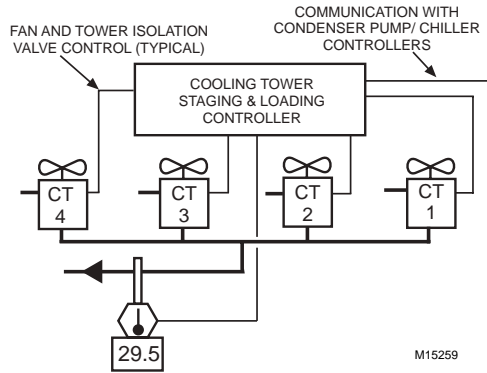 FAN AND TOWER ISOLATION
VALVE CONTROL (TYPICAL)
COMMUNICATION WITH
CONDENSER PUMP/ CHILLER
CONTROLLERS
COOLING TOWER
STAGING & LOADING
CONTROLLER
CT
4
CT
3
CT
2
CT
1
29.5
M15259